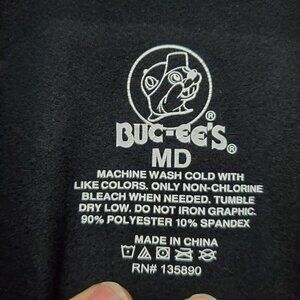 BUC-EE'S®
MD
MACHINE WASH COLD WITH
LIKE COLORS. ONLY NON-CHLORINE
BLEACH WHEN NEEDED. TUMBLE
DRY LOW. DO NOT IRON GRAPHIC.
90% POLYESTER 10% SPANDEX
MADE IN CHINA
RN# 135890